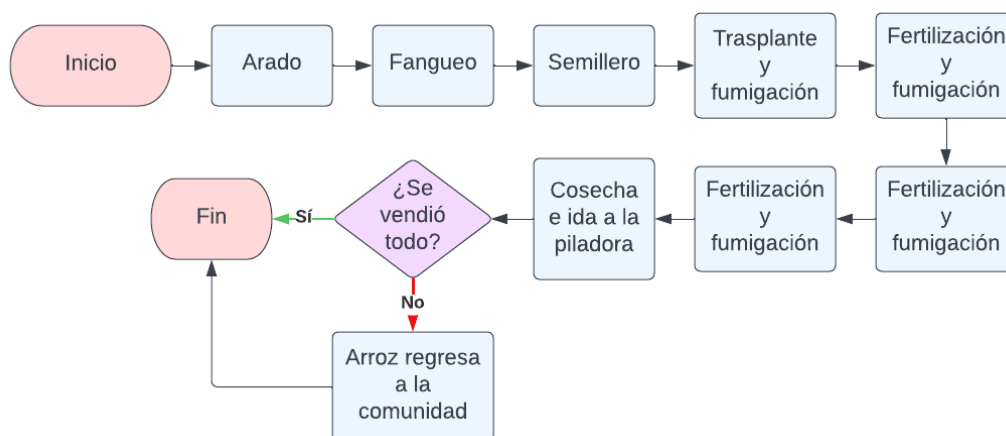 Inicio
Arado
Fangueo
Semillero
Trasplante
y
fumigación
Fertilización
y
fumigación
Fertilización
y
fumigación
Fertilización
y
fumigación
Cosecha
e ida a la
piladora
¿Se
vendió
todo?
Sí
Fin
No
Arroz regresa
a la
comunidad